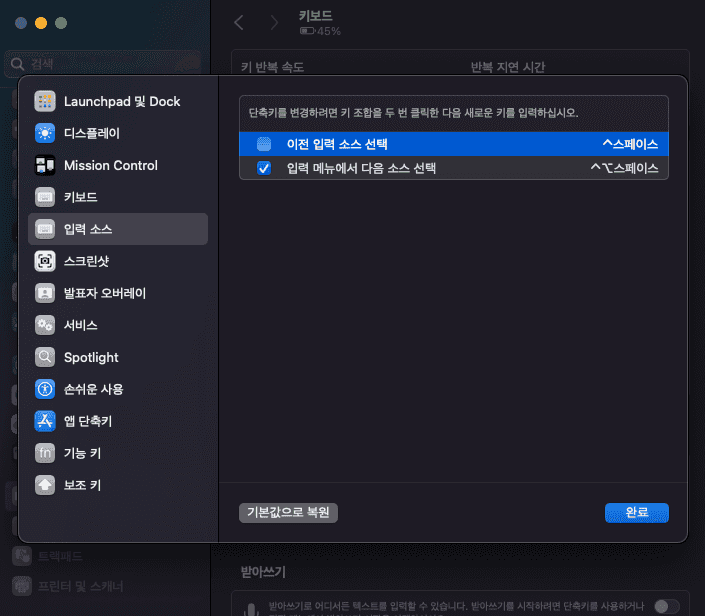 키보드
45%
검색
키 반복 속도
반복 지연 시간
Launchpad 및 Dock
디스플레이
Mission Control
키보드
입력 소스
스크린샷
발표자 오버레이
서비스
Spotlight
손쉬운 사용
앱 단축키
fn 기능 키
보조 키
단축키를 변경하려면 키 조합을 두 번 클릭한 다음 새로운 키를 입력하십시오.
이전 입력 소스 선택 ^스페이스
입력 메뉴에서 다음 소스 선택 ^⌥스페이스
기본값으로 복원
완료
트랙패드
프린터 및 스캐너
받아쓰기
받아쓰기로 어디서든 텍스트를 입력할 수 있습니다. 받아쓰기를 시작하려면 단축키를 사용하거나